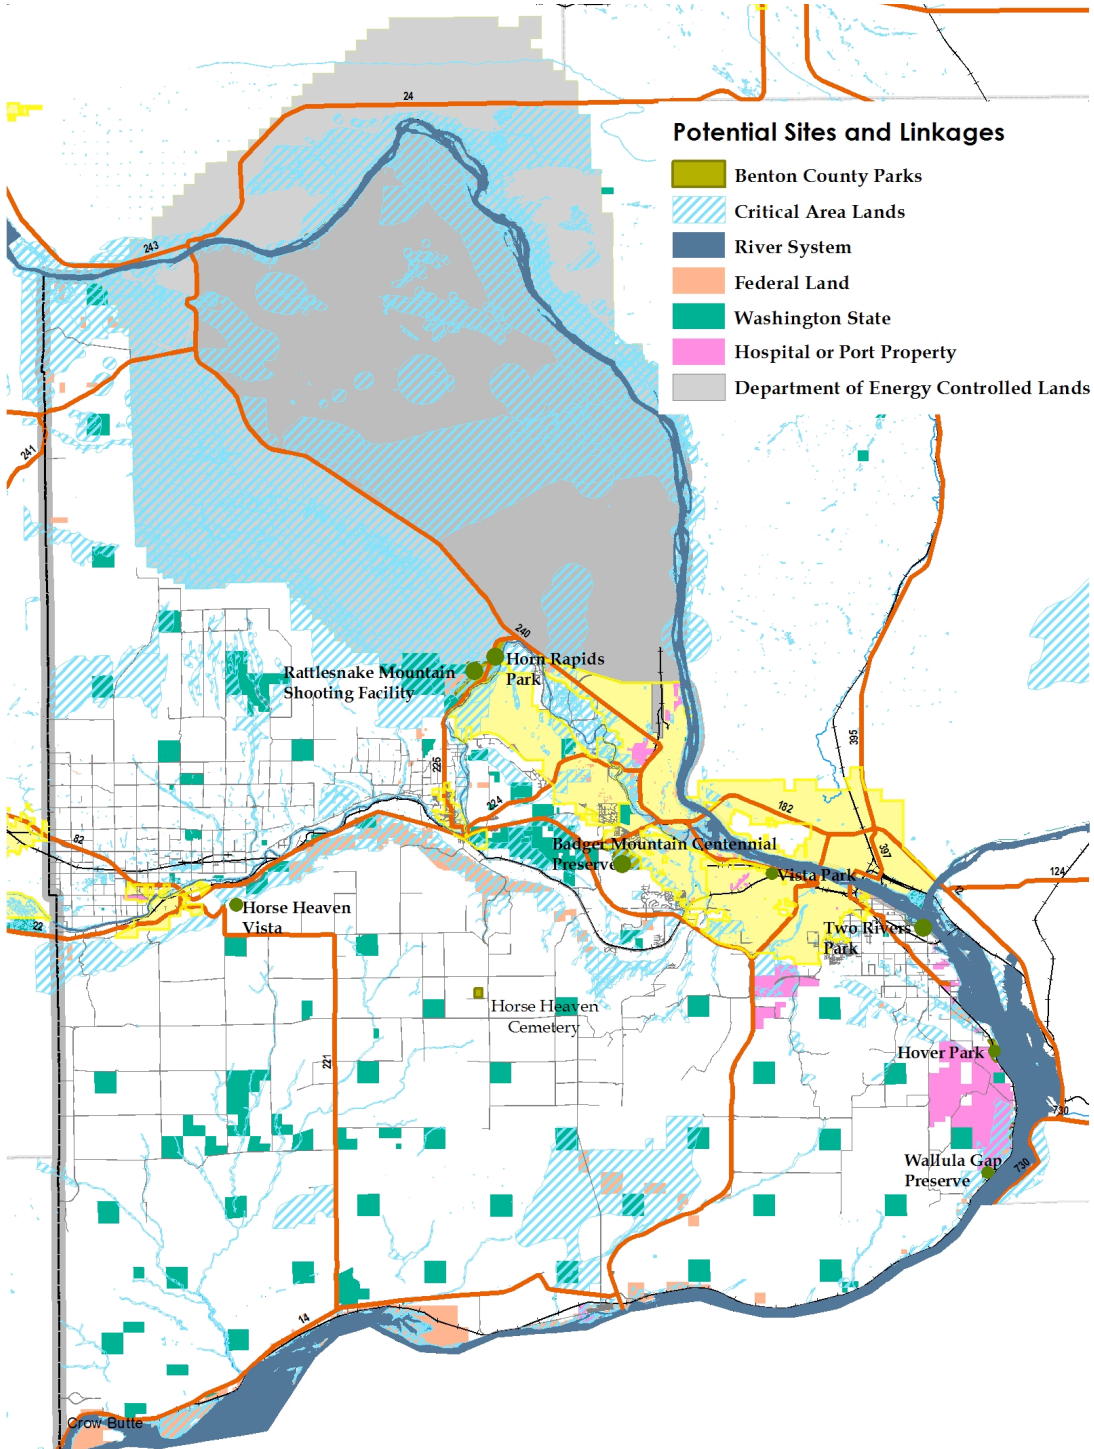 24
Potential Sites and Linkages
Benton County Parks
Critical Area Lands
River System
Federal Land
Washington State
Hospital or Port Property
Department of Energy Controlled Lands
243
241
240
Horn Rapids
Park
Rattlesnake Mountain
Shooting Facility
225
224
395
182
82
397
Badger Mountain Centennial
Preserve
Vista Park
124
12
22
Horse Heaven
Vista
Two Rivers
Park
Horse Heaven
Cemetery
Hover Park
221
730
Wallula Gap
Preserve
730
14
Crow Butte